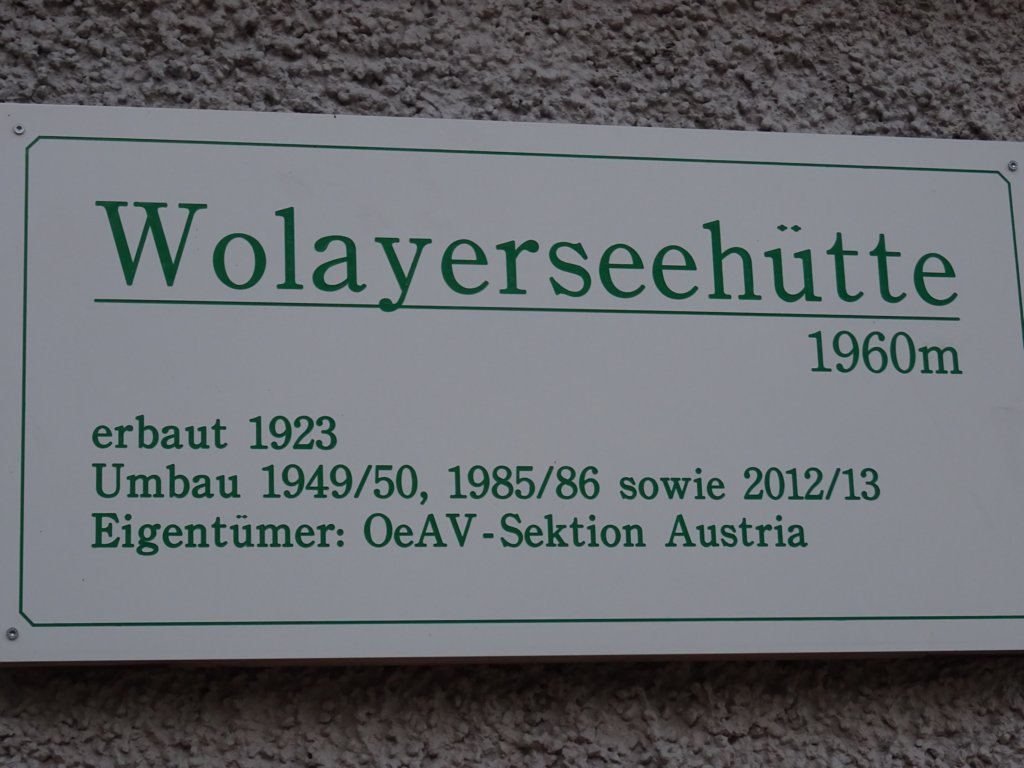 Wolayerseehütte
1960m
erbaut 1923
Umbau 1949/50, 1985/86 sowie 2012/13
Eigentümer: OeAV-Sektion Austria